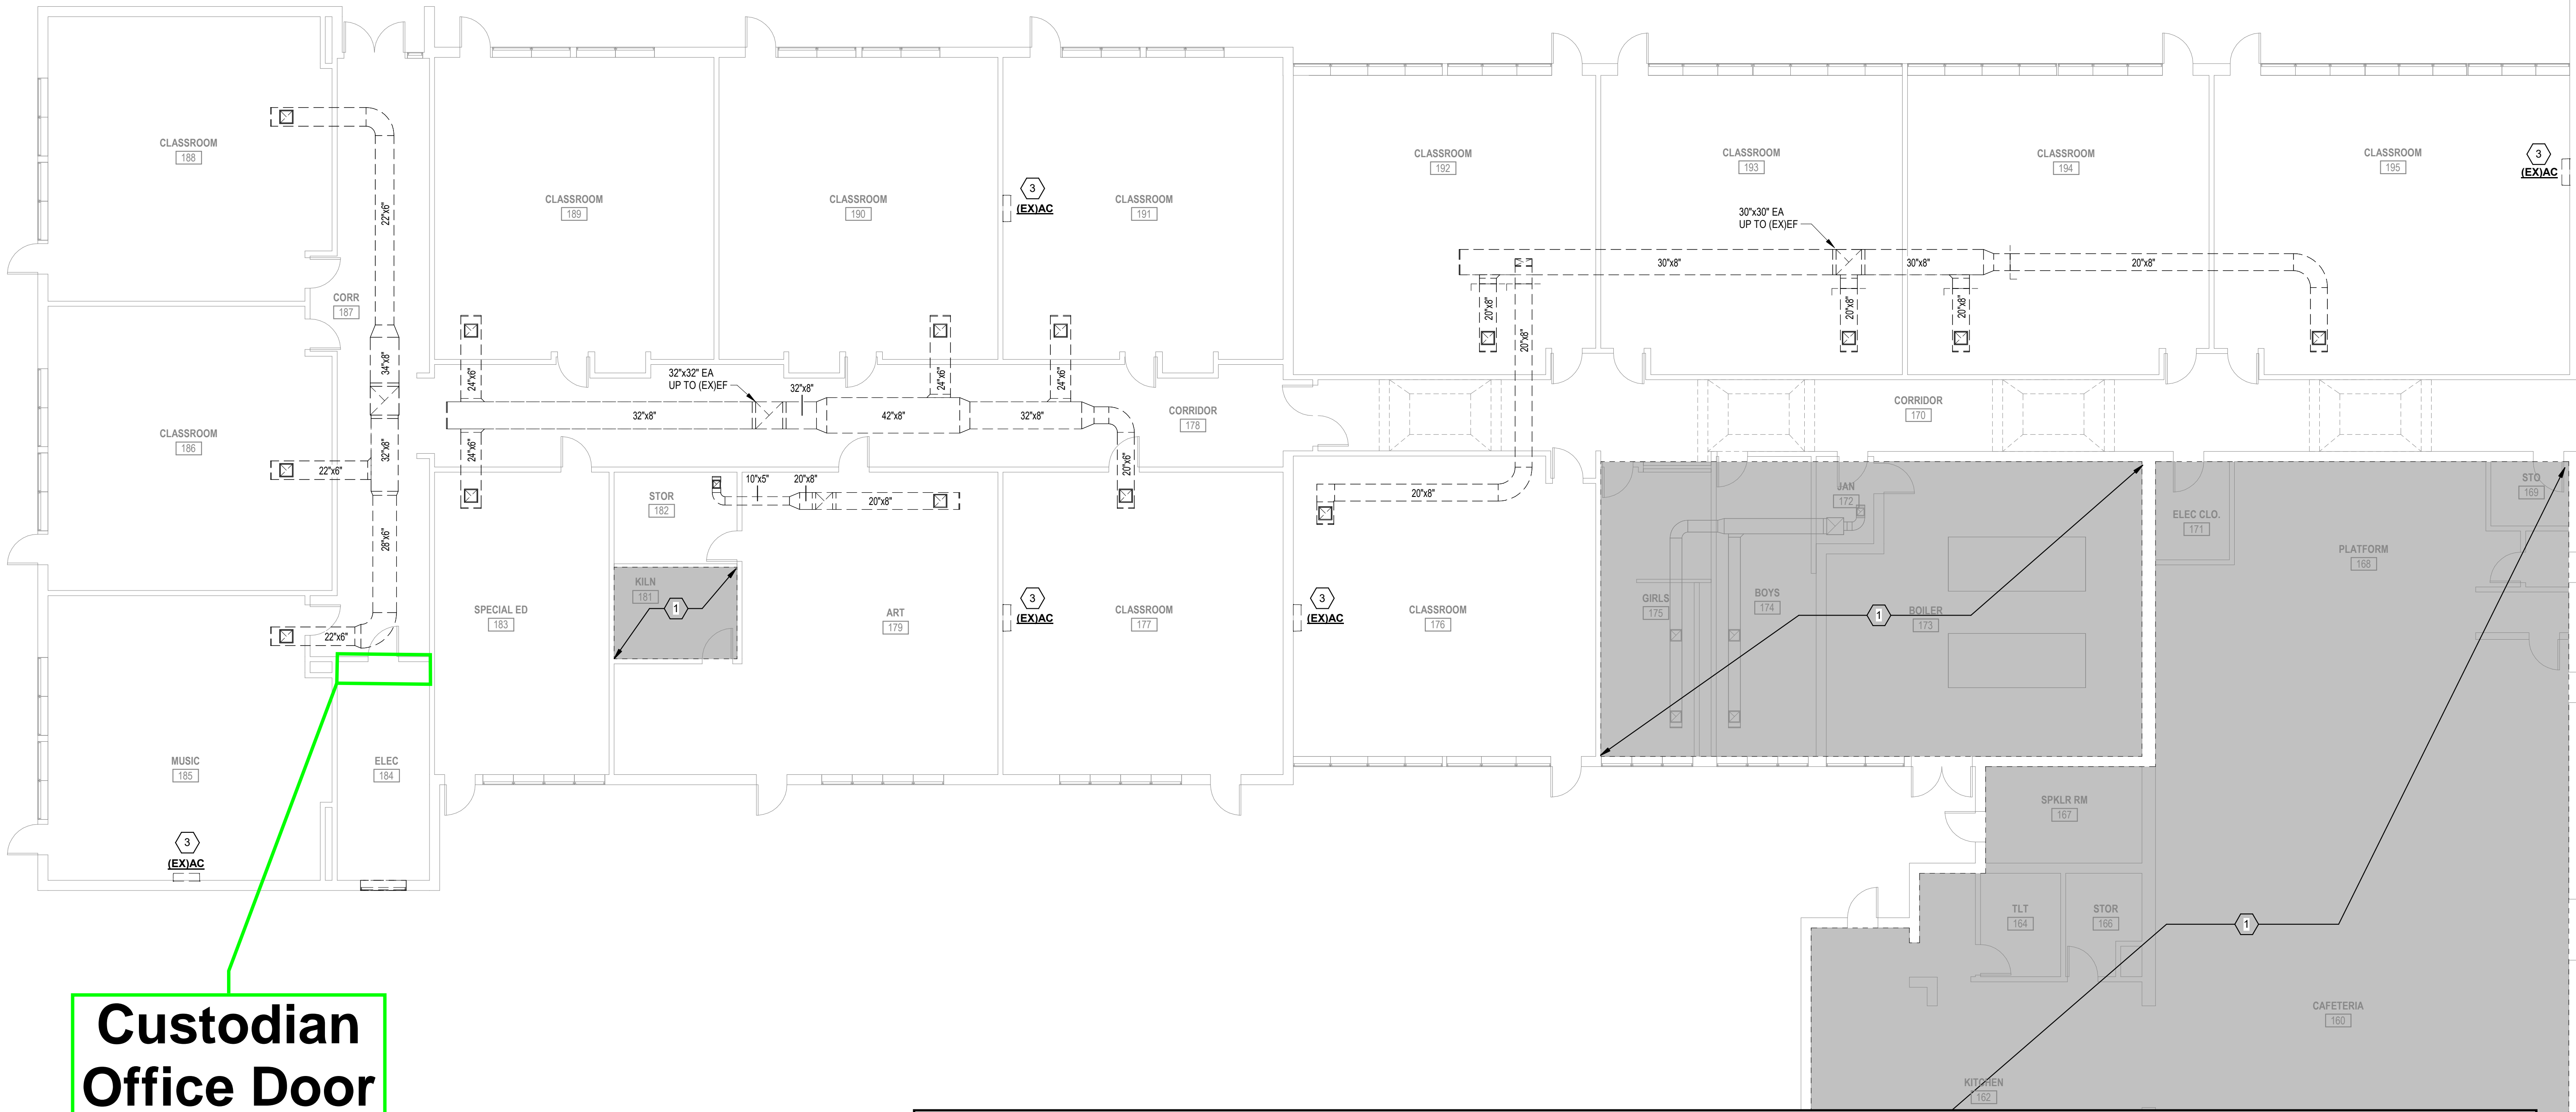 CLASSROOM
188
22"x6"
CORR
187
34"x8"
CLASSROOM
186
22"x6"
32"x8"
28"x6"
22"x6"
MUSIC
185
3
(EX)AC
ELEC
184
Custodian
Office Door
CLASSROOM
189
CLASSROOM
190
3
(EX)AC
CLASSROOM
191
24"x6"
32"x32" EA
UP TO (EX)EF
32"x8"
24"x6"
24"x6"
32"x8"
42"x8"
32"x8"
CORRIDOR
178
24"x6"
20"x6"
SPECIAL ED
183
STOR
182
10"x5"
20"x8"
20"x8"
KILN
181
1
ART
179
3
(EX)AC
CLASSROOM
177
CLASSROOM
192
CLASSROOM
193
CLASSROOM
194
CLASSROOM
195
3
(EX)AC
30"x30" EA
UP TO (EX)EF
30"x8"
30"x8"
20"x8"
20"x8"
20"x8"
20"x8"
20"x8"
CORRIDOR
170
20"x8"
3
(EX)AC
CLASSROOM
176
JAN
172
GIRLS
175
BOYS
174
1
BOILER
173
ELEC CLO.
171
STO
169
PLATFORM
168
SPKLR RM
167
TLT
164
STOR
166
1
CAFETERIA
160
KITCHEN
162